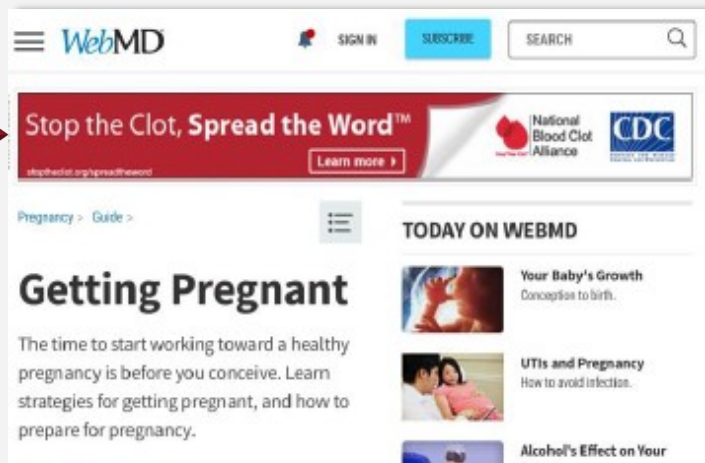 WebMD
SIGN IN
SUBSCRIBE
SEARCH
Stop the Clot, Spread the Word™
Learn more
stoptheclot.org/spreadtheword
National
Blood Clot
Alliance
CDC
Pregnancy > Guide >
Getting Pregnant
The time to start working toward a healthy
pregnancy is before you conceive. Learn
strategies for getting pregnant, and how to
prepare for pregnancy.
TODAY ON WEBMD
Your Baby's Growth
Conception to birth.
UTIs and Pregnancy
How to avoid infection.
Alcohol's Effect on Your